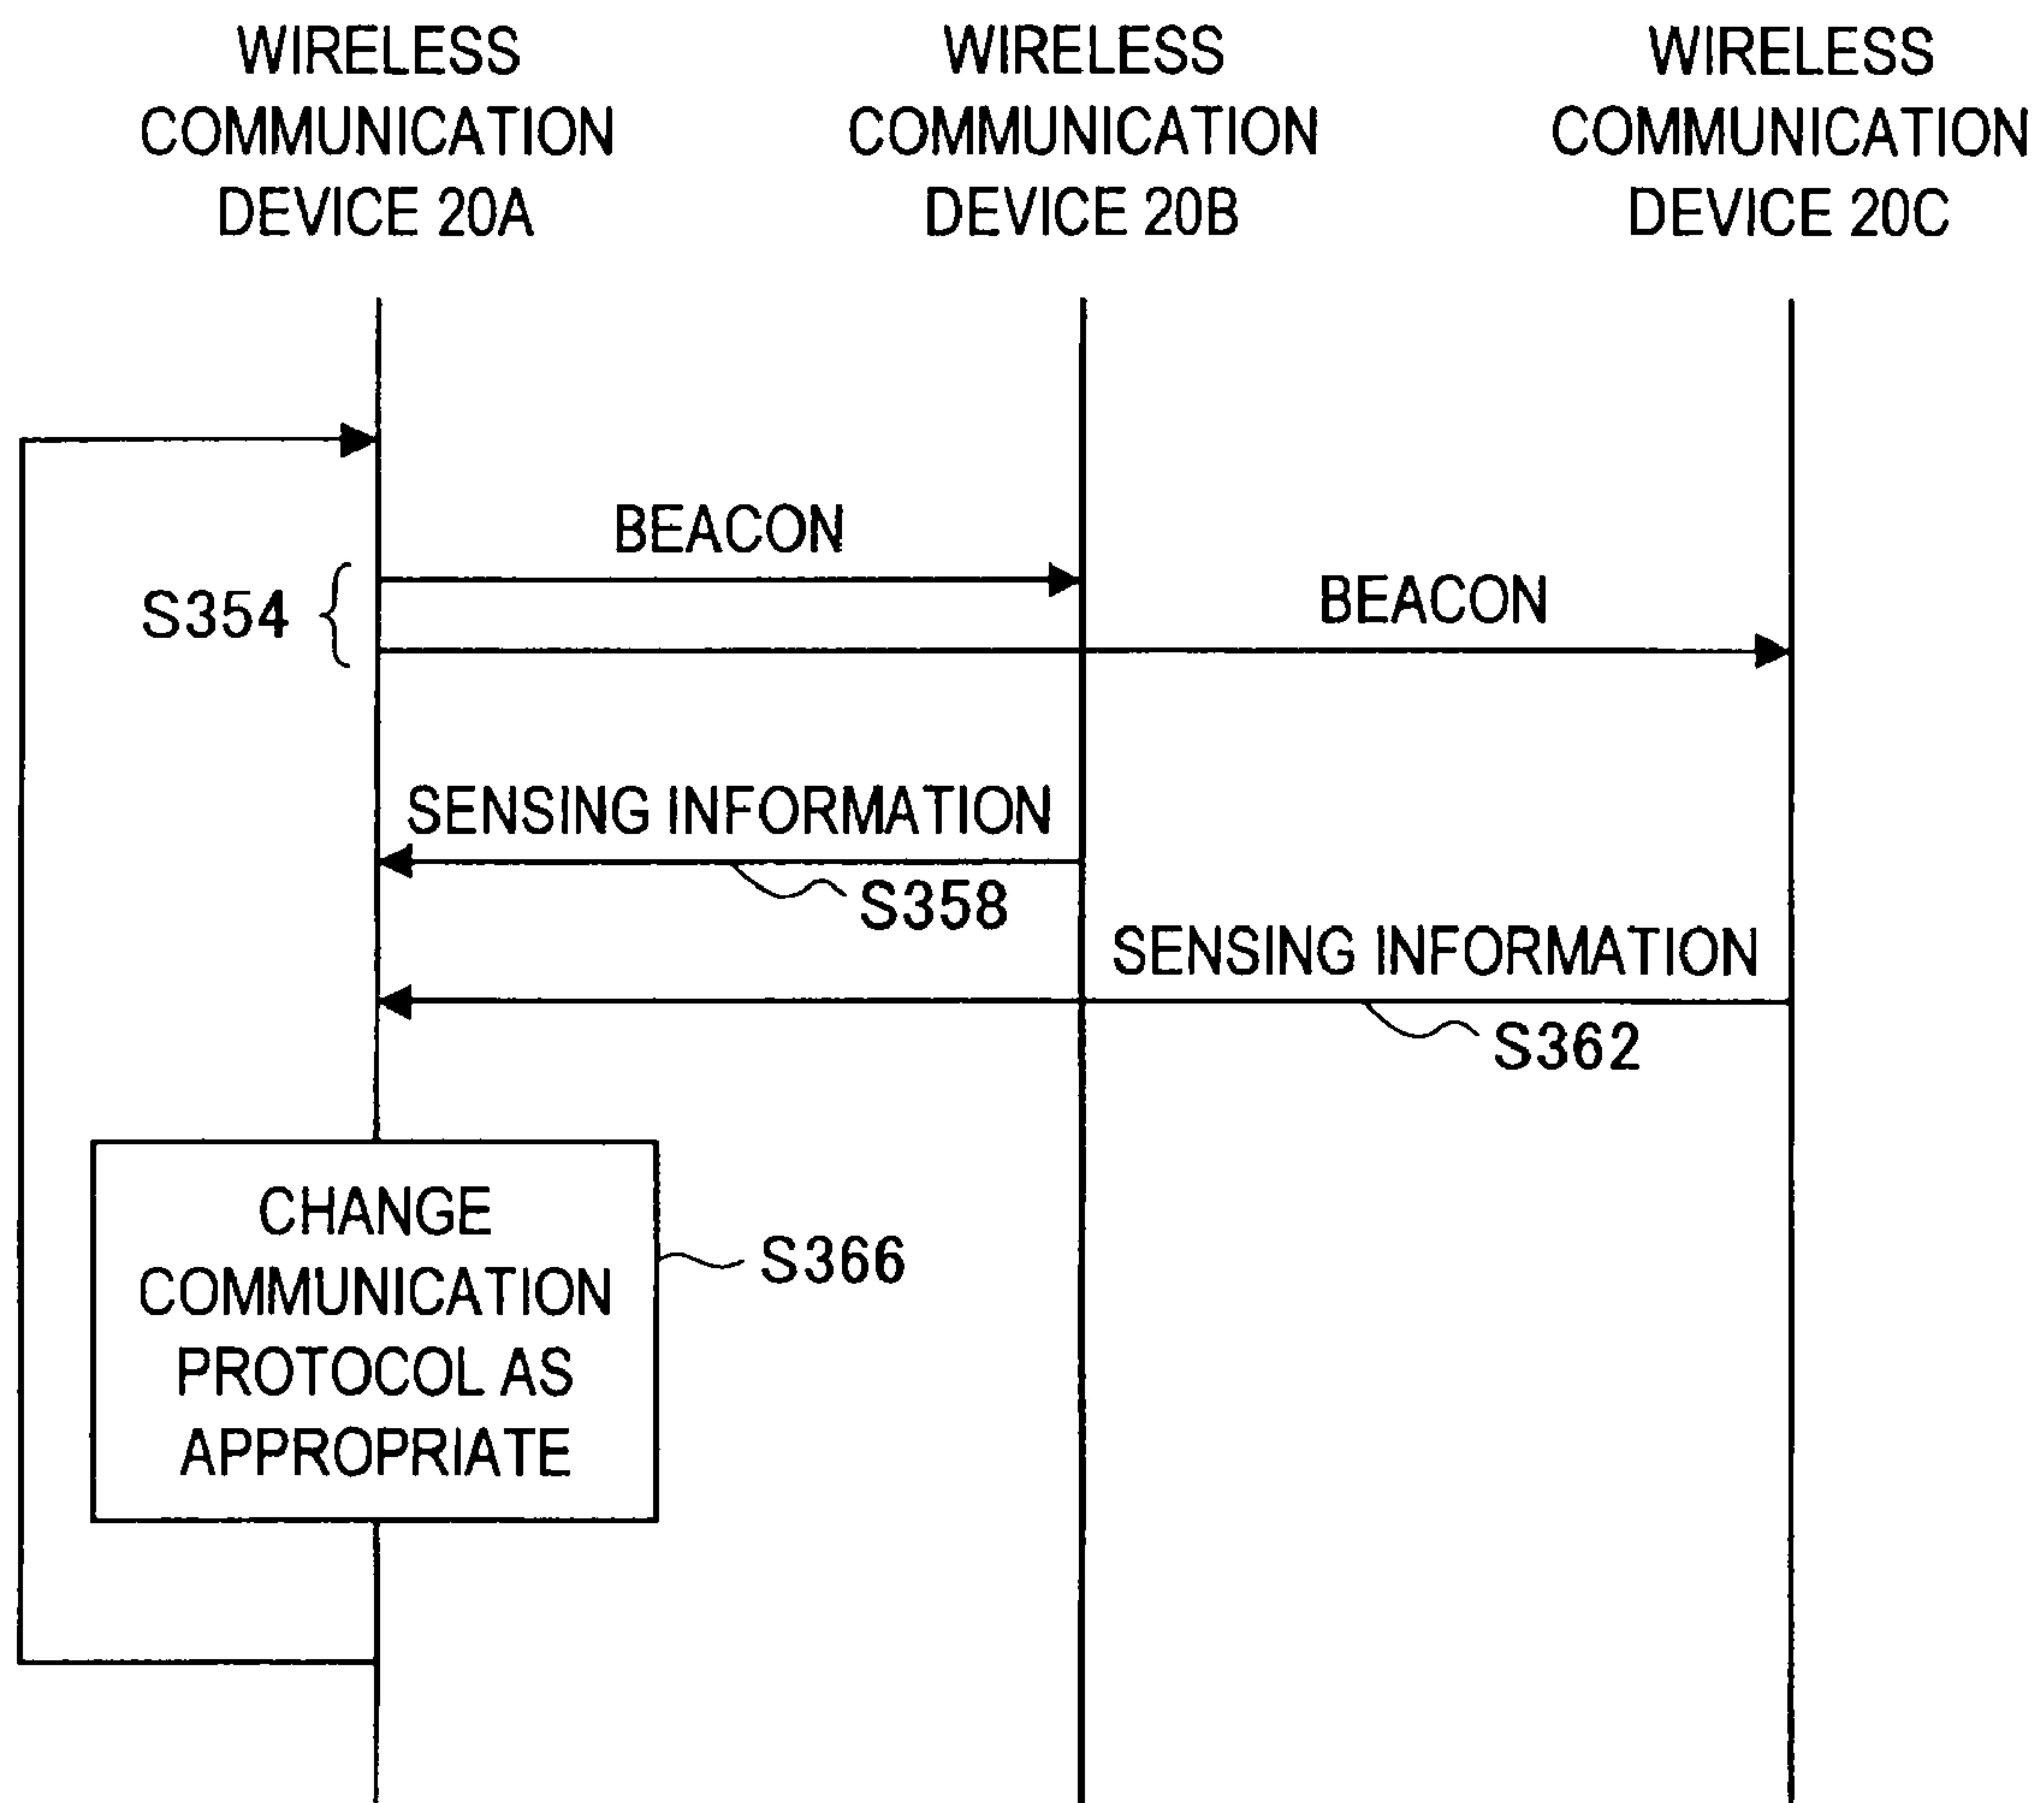 WIRELESS
COMMUNICATION
DEVICE 20A
WIRELESS
COMMUNICATION
DEVICE 20B
WIRELESS
COMMUNICATION
DEVICE 20C
BEACON
BEACON
S354
SENSING INFORMATION
S358
SENSING INFORMATION
S362
CHANGE
COMMUNICATION
PROTOCOL AS
APPROPRIATE
S366